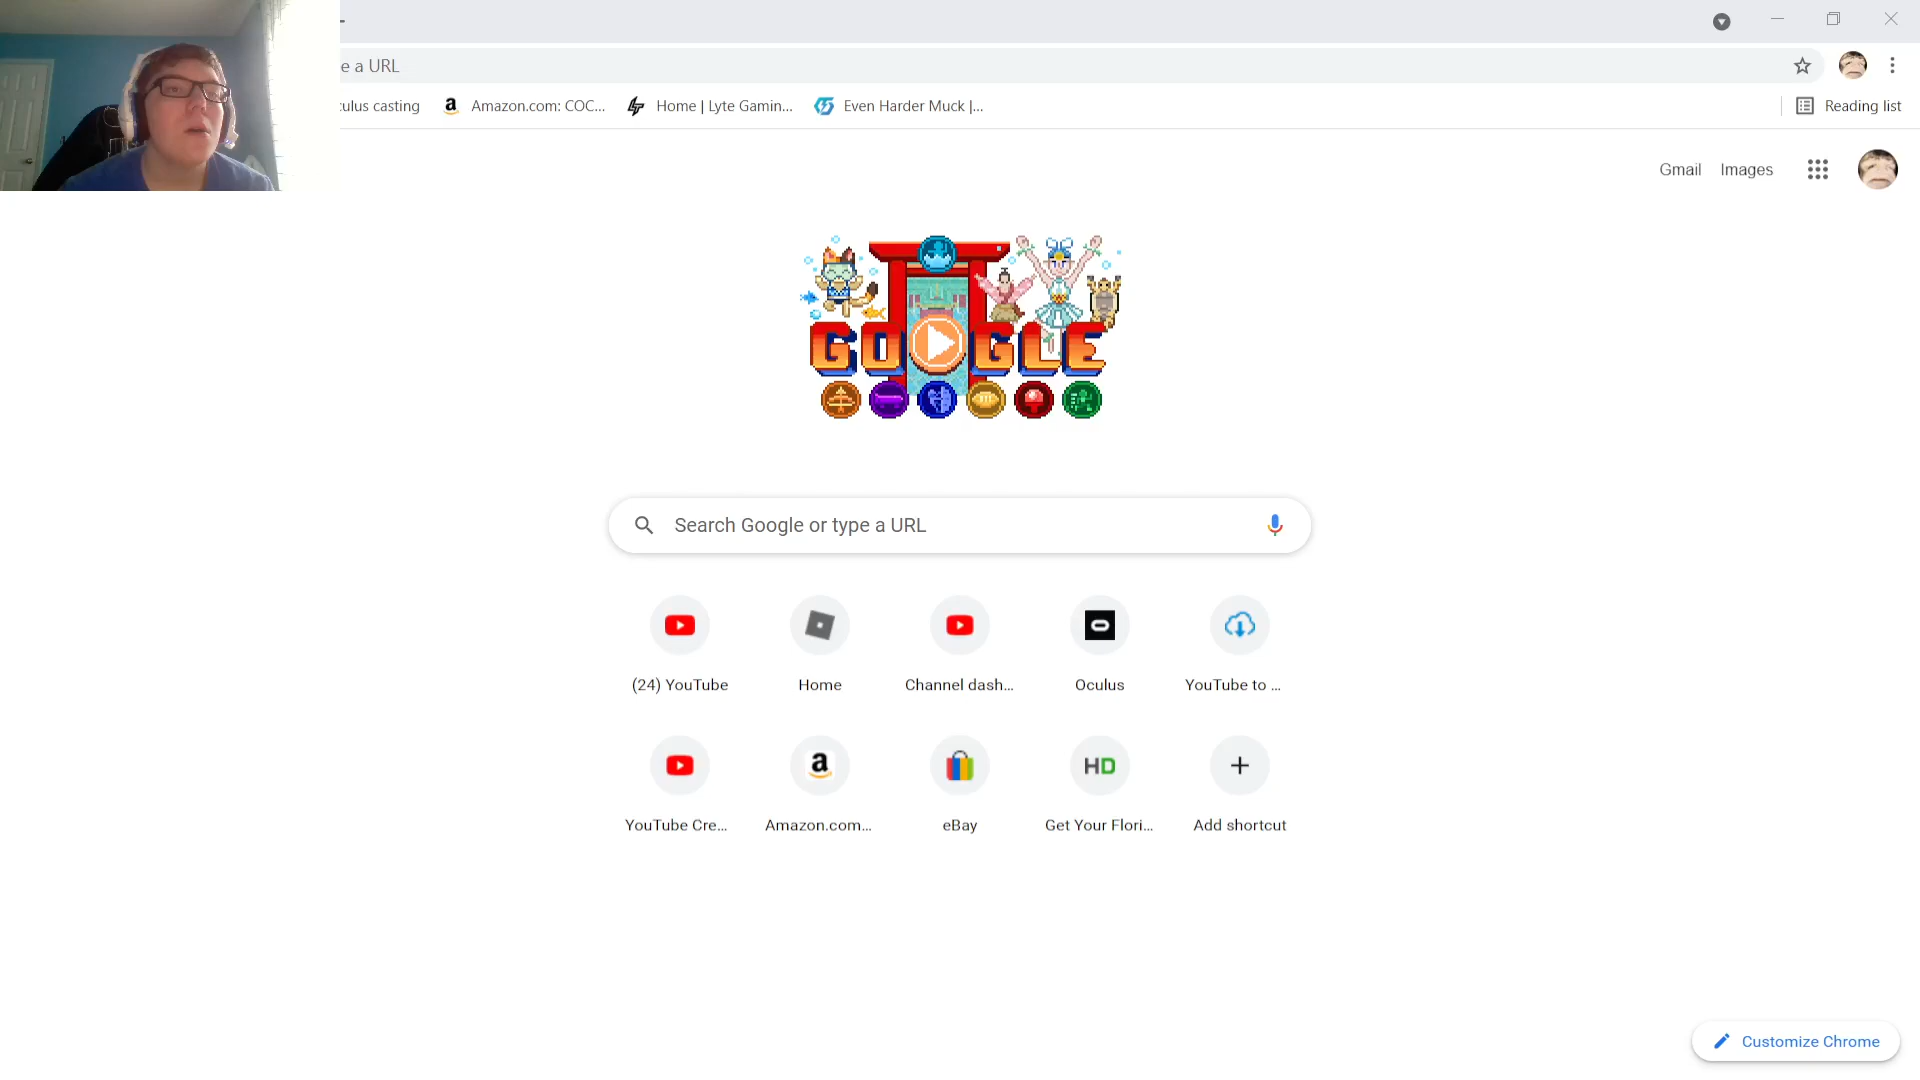 e a URL
ulus casting
Amazon.com: COC...
Home | Lyte Gamin...
Even Harder Muck |...
Reading list
Gmail
Images
GOOGLE
Search Google or type a URL
(24) YouTube
Home
Channel dash...
Oculus
YouTube to ...
HD
YouTube Cre...
Amazon.com...
eBay
Get Your Flori...
Add shortcut
Customize Chrome